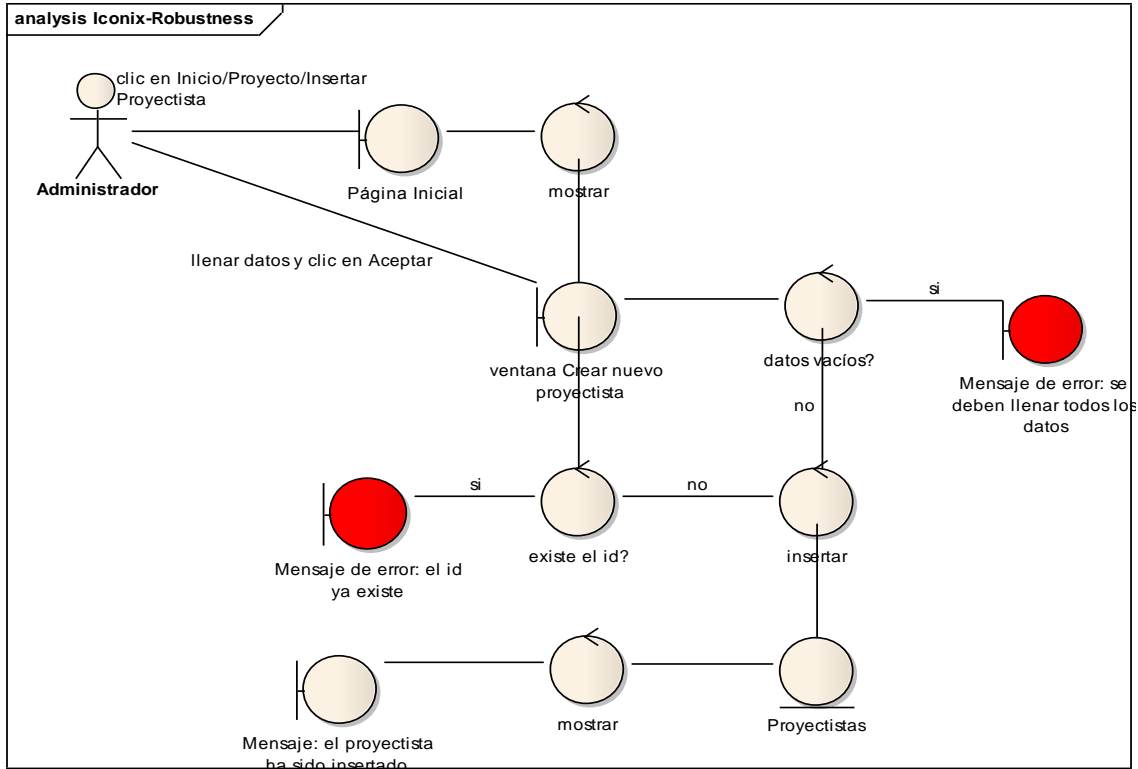 analysis Iconix-Robustness
clic en Inicio/Proyecto/Insertar
Proyectista
Administrador
Página Inicial
mostrar
llenar datos y clic en Aceptar
si
ventana Crear nuevo
proyectista
datos vacíos?
Mensaje de error: se
deben llenar todos los
datos
no
si
no
existe el id?
insertar
Mensaje de error: el id
ya existe
mostrar
Proyectistas
Mensaje: el proyectista
ha sido insertado